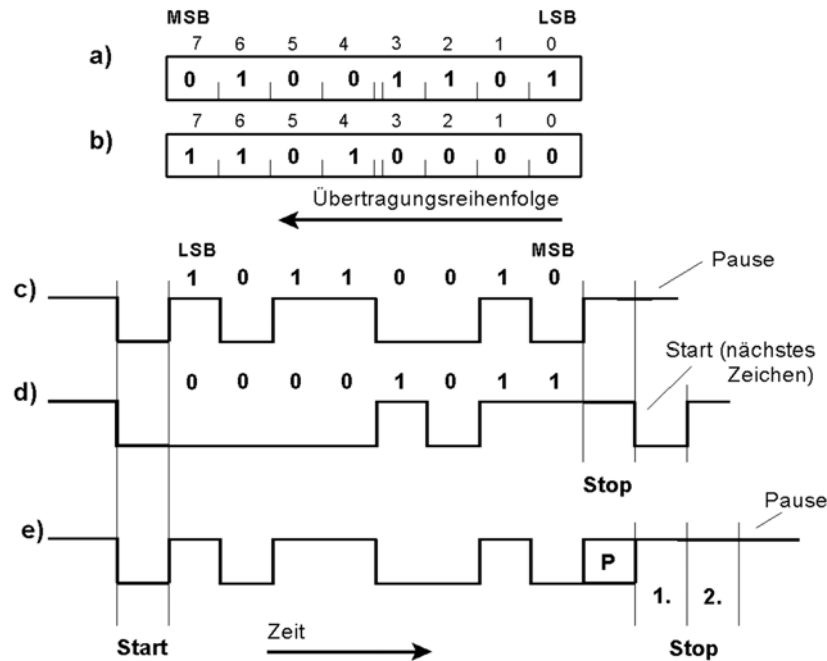 MSB LSB
7 6 5 4 3 2 1 0
a) 0 1 0 0 1 1 0 1
7 6 5 4 3 2 1 0
b) 1 1 0 1 0 0 0 0
Übertragungsreihenfolge
LSB MSB
1 0 1 1 0 0 1 0
Pause
c)
Start (nächstes
Zeichen)
0 0 0 0 1 0 1 1
d)
Stop
Pause
e)
P
1. 2.
Start Zeit Stop